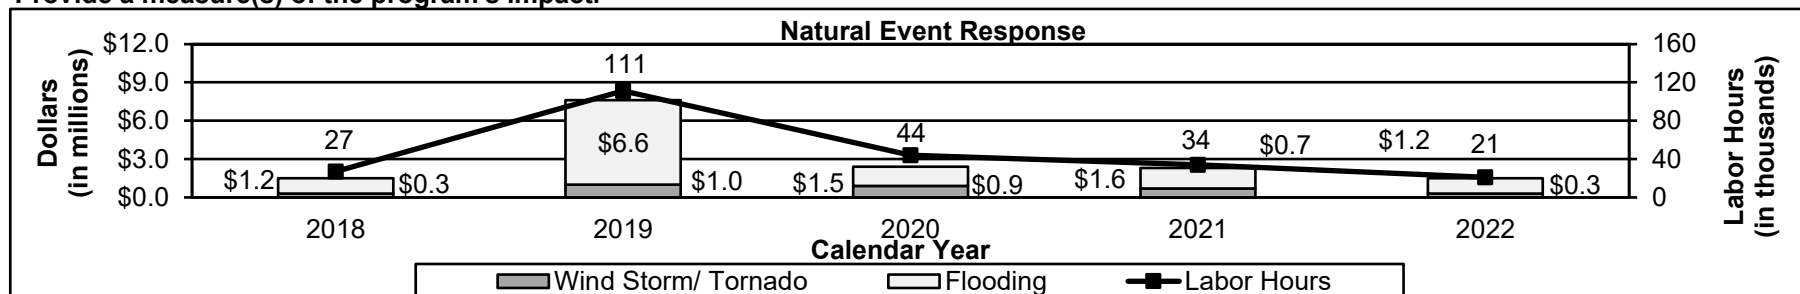 Provide a measure(s) of the program's impact.
Natural Event Response
Dollars
(in millions)
$12.0
$9.0
$6.0
$3.0
$0.0
27
111
44
34
21
$1.2
$0.3
$6.6
$1.0
$1.5
$0.9
$1.6
$0.7
$1.2
$0.3
160
120
80
40
0
Labor Hours
(in thousands)
2018 2019 2020 2021 2022
Calendar Year
Wind Storm/ Tornado Flooding Labor Hours